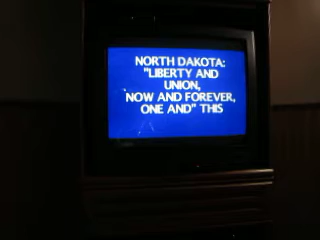 NORTH DAKOTA:
"LIBERTY AND
UNION,
NOW AND FOREVER,
ONE AND" THIS